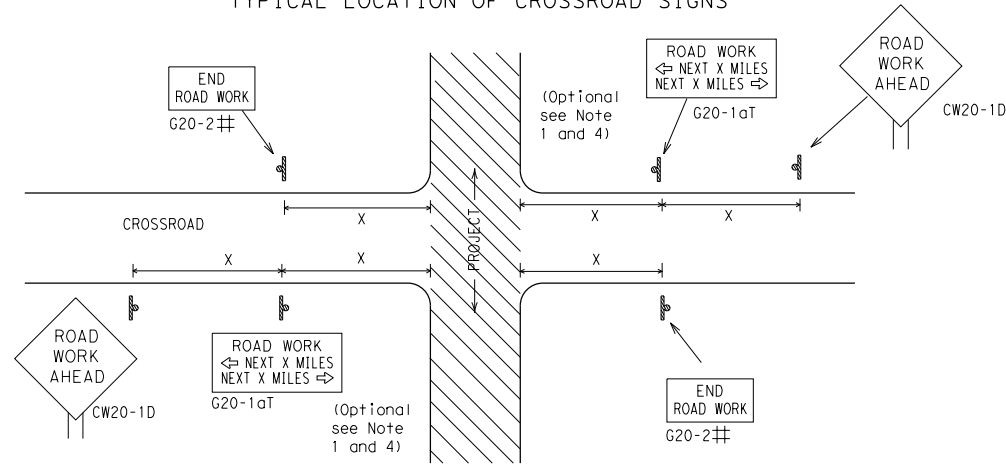 TYPICAL LOCATION OF CROSSROAD SIGNS
END
ROAD WORK
G20-2#
(Optional
see Note
1 and 4)
ROAD WORK
⇦ NEXT X MILES
NEXT X MILES ⇨
G20-1aT
ROAD
WORK
AHEAD
CW20-1D
X
X
X
CROSSROAD
PROJECT
X
X
X
ROAD
WORK
AHEAD
CW20-1D
ROAD WORK
⇦ NEXT X MILES
NEXT X MILES ⇨
G20-1aT
(Optional
see Note
1 and 4)
END
ROAD WORK
G20-2#